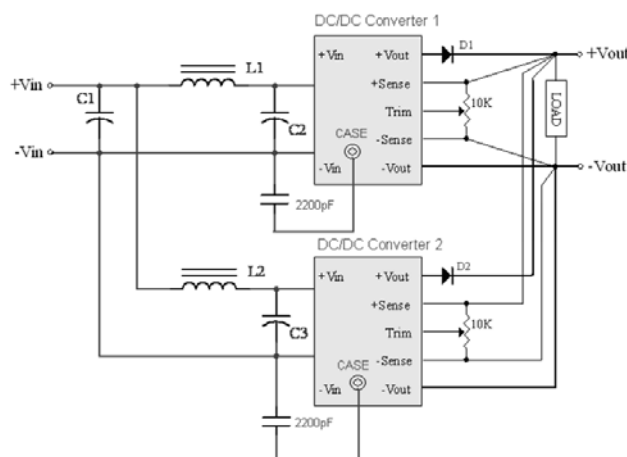 DC/DC Converter 1
+Vin
C1
-Vin
L1
C2
2200pF
+Vin
+Vout
+Sense
Trim
-Sense
CASE
-Vin
-Vout
D1
10K
LOAD
+Vout
-Vout
DC/DC Converter 2
L2
C3
2200pF
+Vin
+Vout
+Sense
Trim
-Sense
CASE
-Vin
-Vout
D2
10K